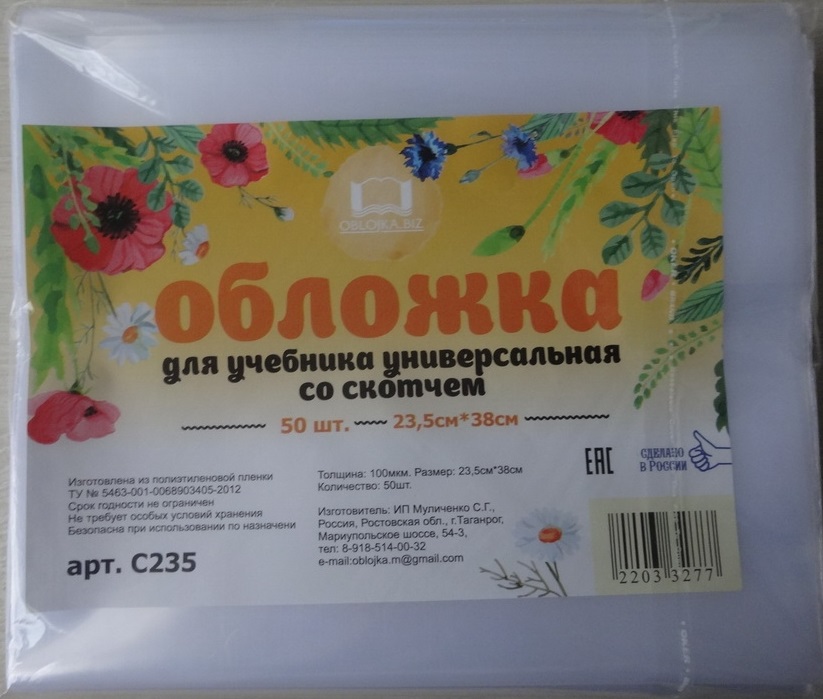 OBLOJKA.BIZ
обложка
для учебника универсальная
со скотчем
50 шт. 23,5см*38см
EAC
СДЕЛАНО
В РОССИИ
Изготовлена из полиэтиленовой пленки
ТУ № 5463-001-0068903405-2012
Срок годности не ограничен
Не требует особых условий хранения
Безопасна при использовании по назначени
арт. С235
Толщина: 100мкм. Размер: 23,5см*38см
Количество: 50шт.
Изготовитель: ИП Муличенко С.Г.,
Россия, Ростовская обл., г.Таганрог,
Мариупольское шоссе, 54-3,
тел: 8-918-514-00-32
e-mail:oblojka.m@gmail.com
2203 3277